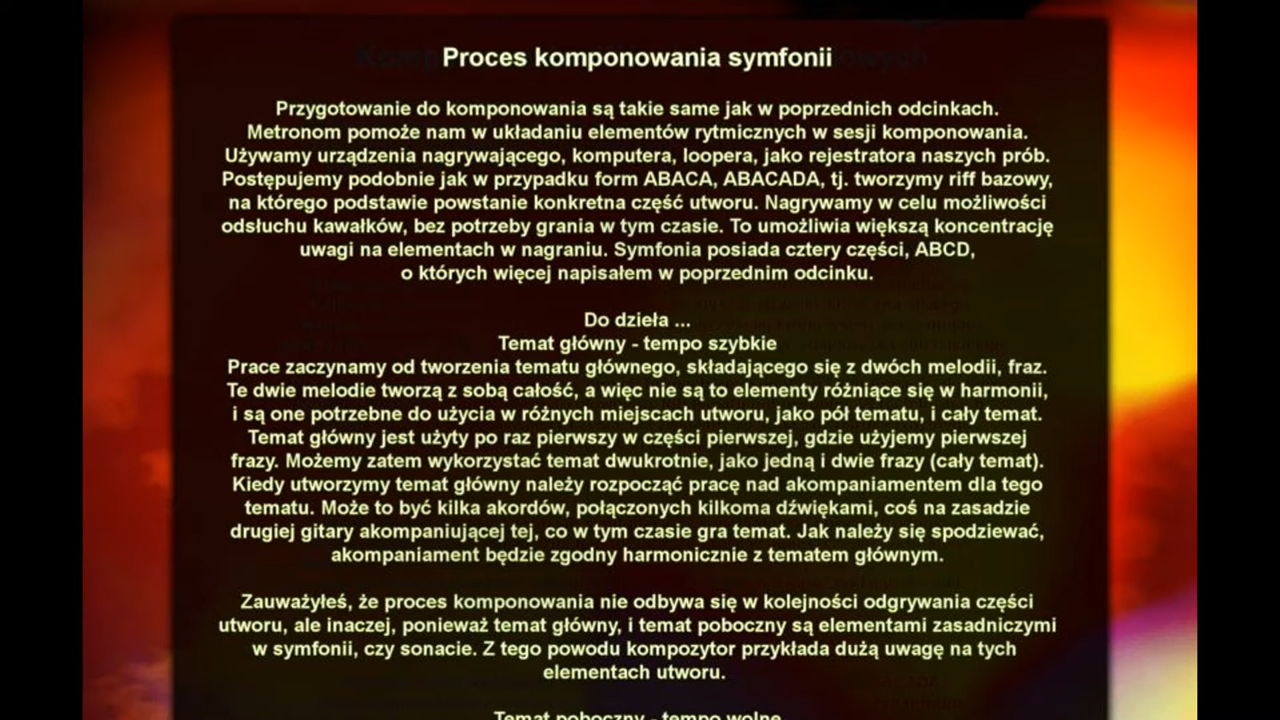 Proces komponowania symfonii
Przygotowanie do komponowania są takie same jak w poprzednich odcinkach.
Metronom pomoże nam w układaniu elementów rytmicznych w sesji komponowania.
Używamy urządzenia nagrywającego, komputera, loopera, jako rejestratora naszych prób.
Postępujemy podobnie jak w przypadku form ABACA, ABACADA, tj. tworzymy riff bazowy,
na którego podstawie powstanie konkretna część utworu. Nagrywamy w celu możliwości
odsłuchu kawałków, bez potrzeby grania w tym czasie. To umożliwia większą koncentrację
uwagi na elementach w nagraniu. Symfonia posiada cztery części, ABCD,
o których więcej napisałem w poprzednim odcinku.
Do dzieła ...
Temat główny - tempo szybkie
Prace zaczynamy od tworzenia tematu głównego, składającego się z dwóch melodii, fraz.
Te dwie melodie tworzą z sobą całość, a więc nie są to elementy różniące się w harmonii,
i są one potrzebne do użycia w różnych miejscach utworu, jako pół tematu, i cały temat.
Temat główny jest użyty po raz pierwszy w części pierwszej, gdzie użyjemy pierwszej
frazy. Możemy zatem wykorzystać temat dwukrotnie, jako jedną i dwie frazy (cały temat).
Kiedy utworzymy temat główny należy rozpocząć pracę nad akompaniamentem dla tego
tematu. Może to być kilka akordów, połączonych kilkoma dźwiękami, coś na zasadzie
drugiej gitary akompaniującej tej, co w tym czasie gra temat. Jak należy się spodziewać,
akompaniament będzie zgodny harmonicznie z tematem głównym.
Zauważyłeś, że proces komponowania nie odbywa się w kolejności odgrywania części
utworu, ale inaczej, ponieważ temat główny, i temat poboczny są elementami zasadniczymi
w symfonii, czy sonacie. Z tego powodu kompozytor przykłada dużą uwagę na tych
elementach utworu.
Temat poboczny - tempo wolne